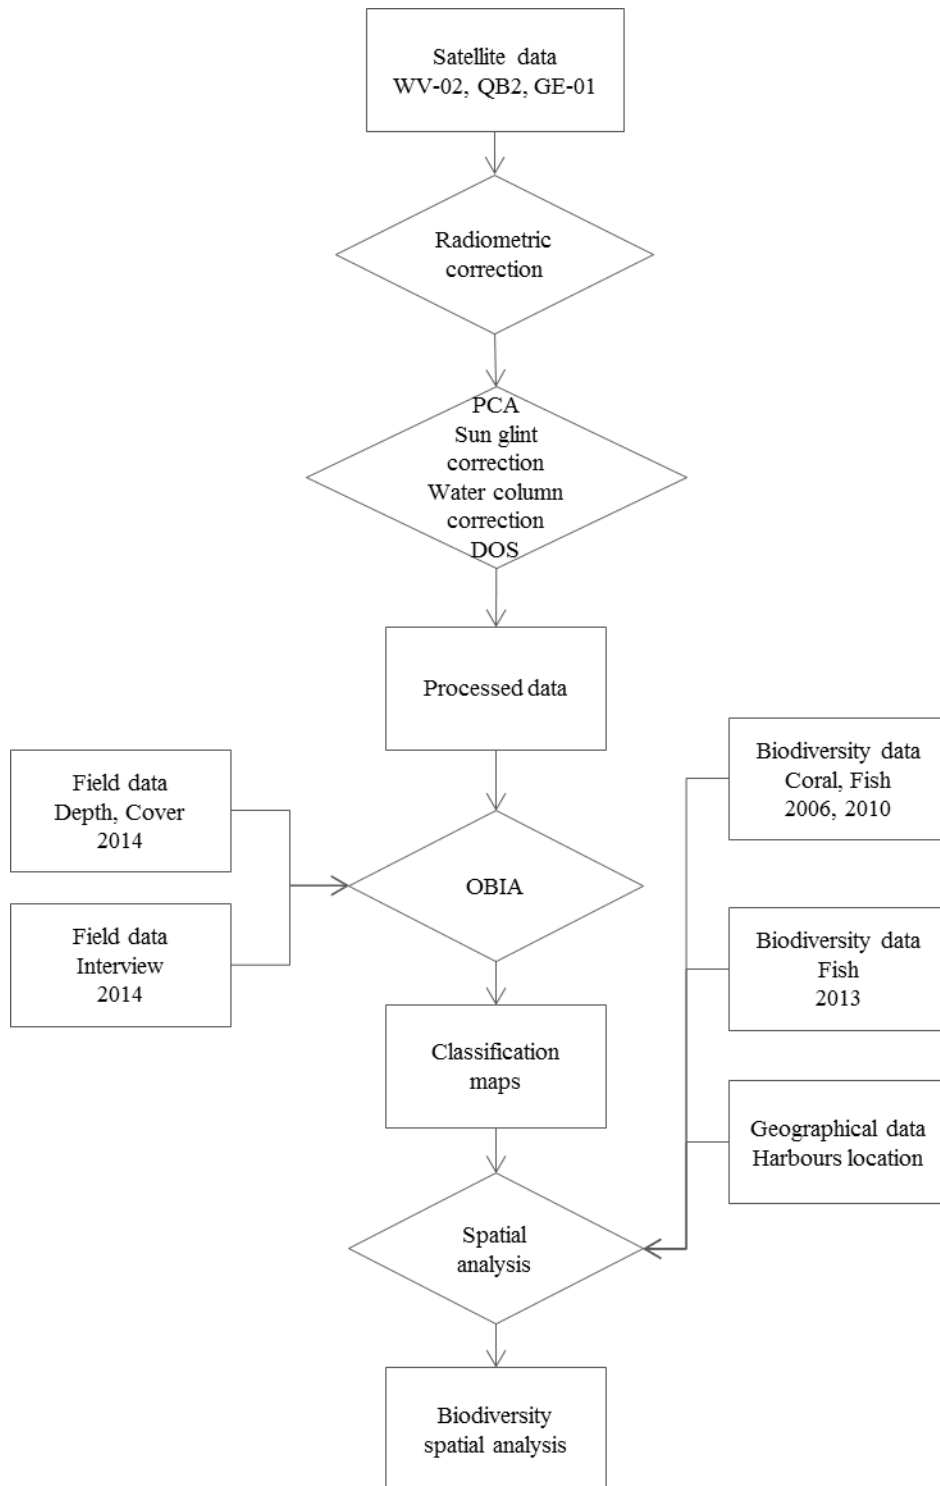 Satellite data
WV-02, QB2, GE-01
Radiometric
correction
PCA
Sun glint
correction
Water column
correction
DOS
Processed data
Field data
Depth, Cover
2014
Biodiversity data
Coral, Fish
2006, 2010
OBIA
Field data
Interview
2014
Biodiversity data
Fish
2013
Classification
maps
Geographical data
Harbours location
Spatial
analysis
Biodiversity
spatial analysis